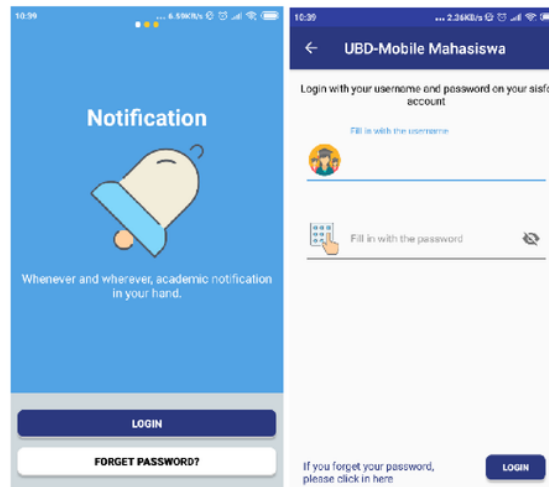 10:39 ... 6.59KB/s
Notification
Whenever and wherever, academic notification
in your hand.
LOGIN
FORGET PASSWORD?
10:39 ... 2.36KB/s
UBD-Mobile Mahasiswa
Login with your username and password on your sisfo
account
Fill in with the username
Fill in with the password
If you forget your password,
please click in here
LOGIN